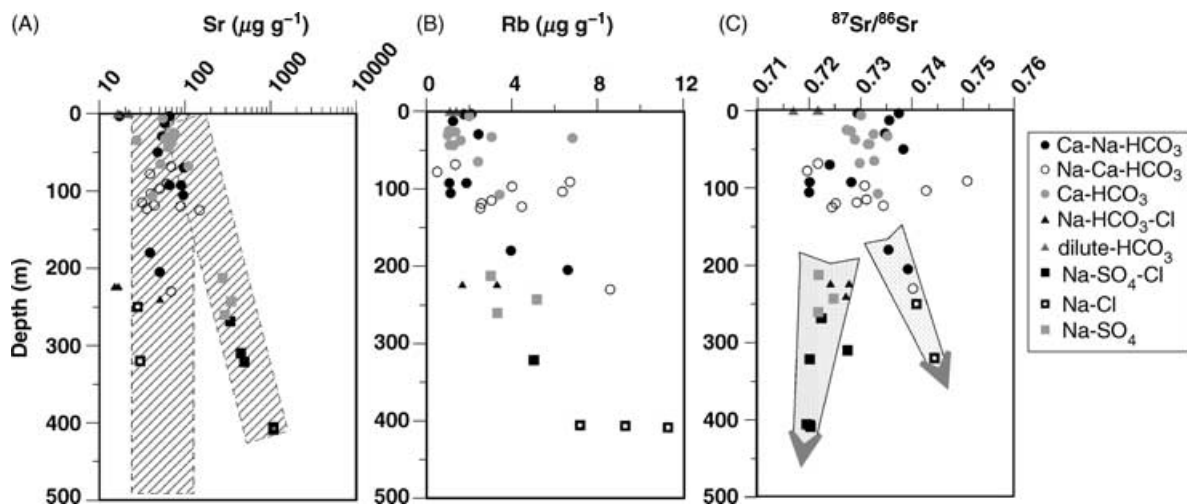 (A) Sr (μg g⁻¹)
10 100 1000 10000
Depth (m)
0
100
200
300
400
500
(B) Rb (μg g⁻¹)
0 4 8 12
0
100
200
300
400
500
(C) ⁸⁷Sr/⁸⁶Sr
0.71 0.72 0.73 0.74 0.75 0.76
0
100
200
300
400
500
Ca-Na-HCO₃
Na-Ca-HCO₃
Ca-HCO₃
Na-HCO₃-Cl
dilute-HCO₃
Na-SO₄-Cl
Na-Cl
Na-SO₄